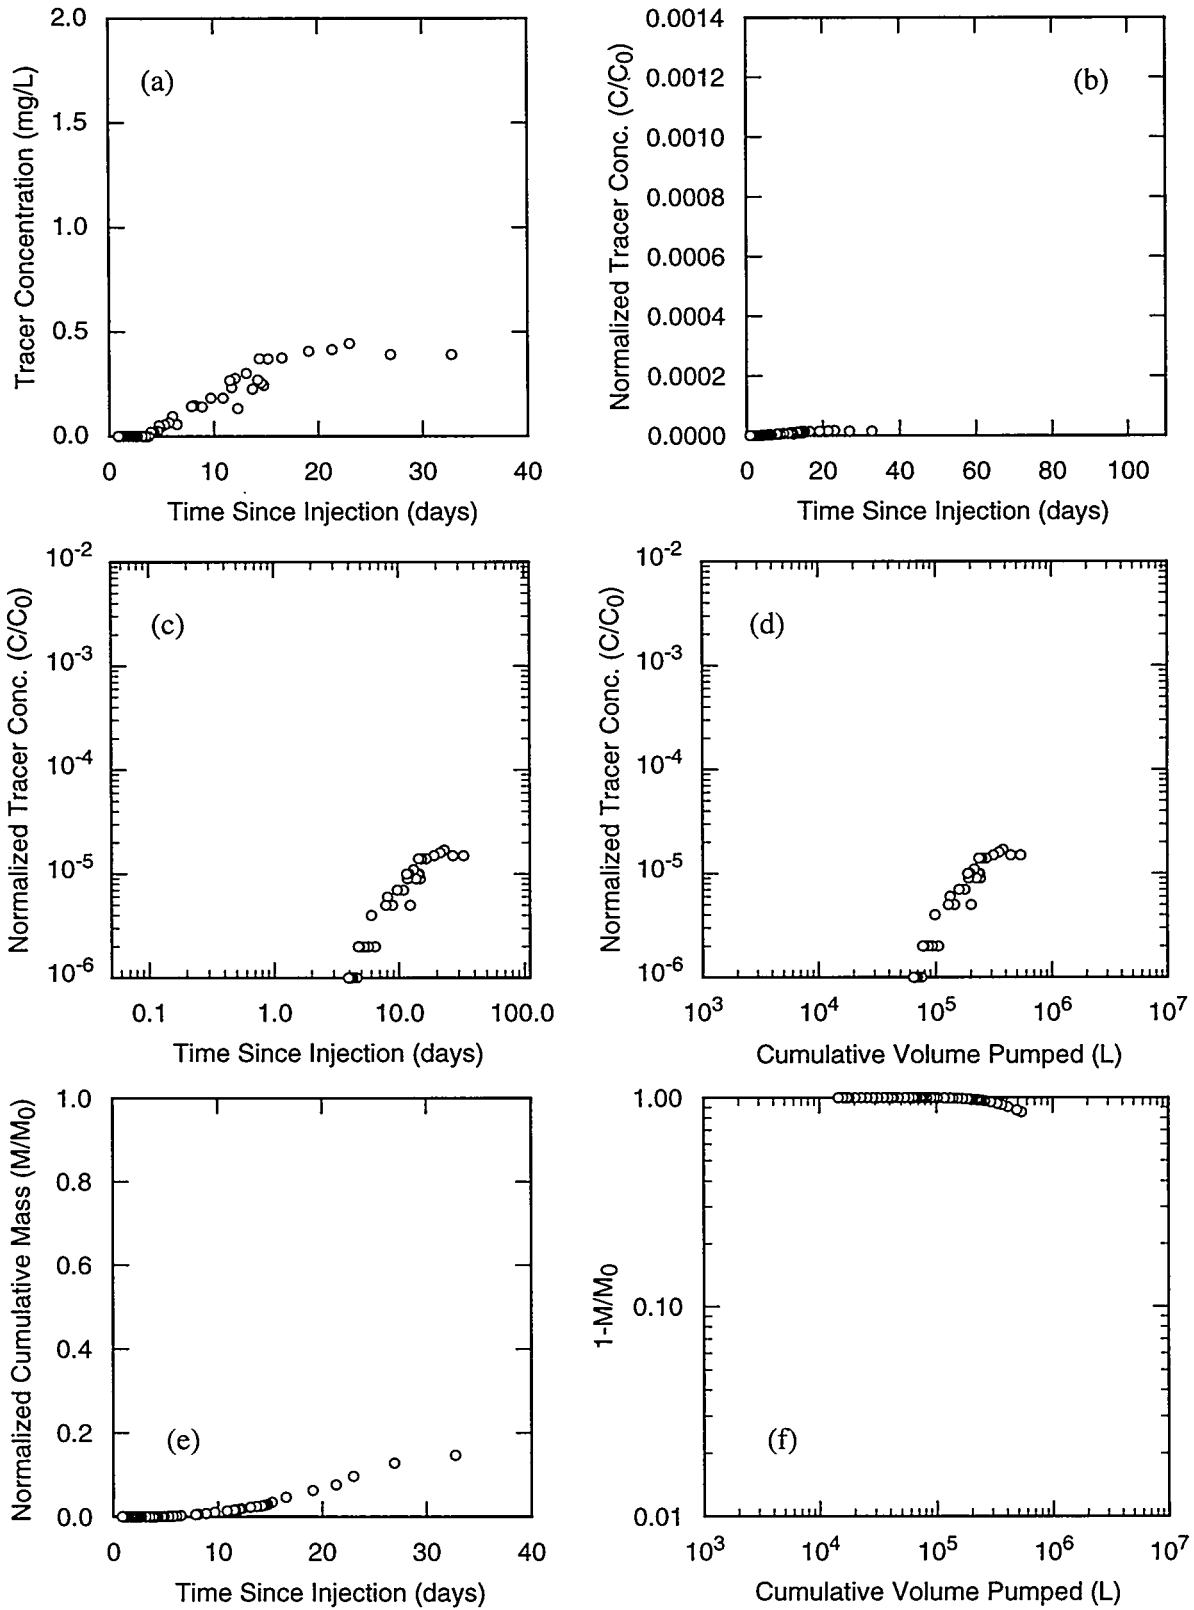 Tracer Concentration (mg/L)
2.0
1.5
1.0
0.5
0.0
(a)
0 10 20 30 40
Time Since Injection (days)
Normalized Tracer Conc. (C/C0)
0.0014
0.0012
0.0010
0.0008
0.0006
0.0004
0.0002
0.0000
(b)
0 20 40 60 80 100
Time Since Injection (days)
Normalized Tracer Conc. (C/C0)
10-2
10-3
10-4
10-5
10-6
(c)
0.1 1.0 10.0 100.0
Time Since Injection (days)
Normalized Tracer Conc. (C/C0)
10-2
10-3
10-4
10-5
10-6
(d)
103 104 105 106 107
Cumulative Volume Pumped (L)
Normalized Cumulative Mass (M/M0)
1.0
0.8
0.6
0.4
0.2
0.0
(e)
0 10 20 30 40
Time Since Injection (days)
1-M/M0
1.00
0.10
0.01
(f)
103 104 105 106 107
Cumulative Volume Pumped (L)